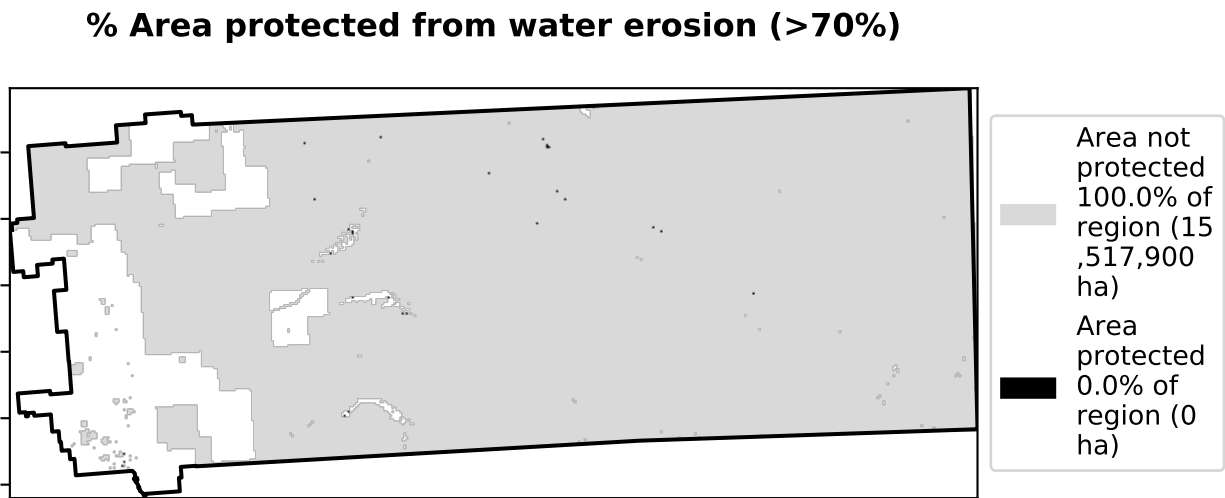 % Area protected from water erosion (>70%)
Area not
protected
100.0% of
region (15
,517,900
ha)
Area
protected
0.0% of
region (0
ha)